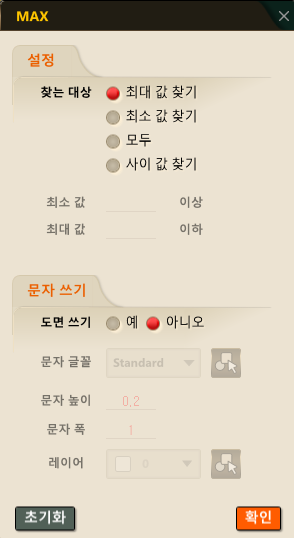 MAX
설정
찾는 대상 최대 값 찾기
최소 값 찾기
모두
사이 값 찾기
최소 값 이상
최대 값 이하
문자 쓰기
도면 쓰기 예 아니오
문자 글꼴 Standard
문자 높이 0.2
문자 폭 1
레이어 0
초기화 확인